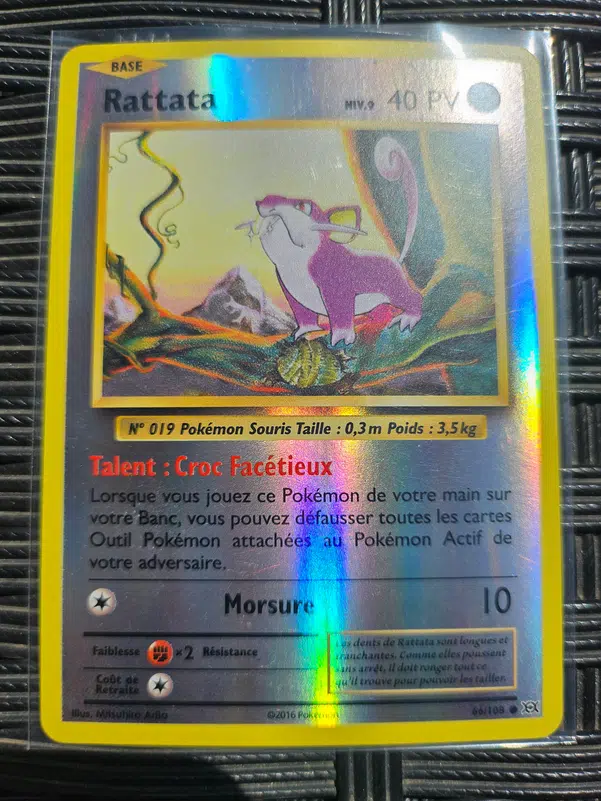 BASE
Rattata NIV.9 40 PV
N° 019 Pokémon Souris Taille : 0,3 m Poids : 3,5 kg
Talent : Croc Facétieux
Lorsque vous jouez ce Pokémon de votre main sur
votre Banc, vous pouvez défausser toutes les cartes
Outil Pokémon attachées au Pokémon Actif de
votre adversaire.
Morsure 10
Faiblesse ×2 Résistance
Coût de
Retraite
Les dents de Rattata sont longues et
tranchantes. Comme elles poussent
sans arrêt, il doit ronger tout ce
qu'il trouve pour pouvoir les tailler.
Illus. Mitsuhiro Arita ©2016 Pokémon 66/108